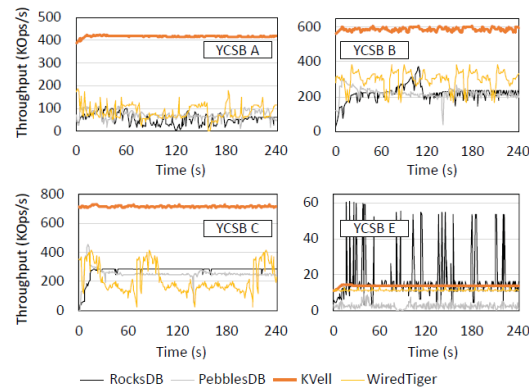 Throughput (KOps/s)
500
400
300
200
100
0
YCSB A
0 60 120 180 240
Time (s)
600
400
200
0
YCSB B
0 60 120 180 240
Time (s)
Throughput (KOps/s)
800
600
400
200
0
YCSB C
0 60 120 180 240
Time (s)
60
40
20
0
YCSB E
0 60 120 180 240
Time (s)
RocksDB PebblesDB KVell WiredTiger